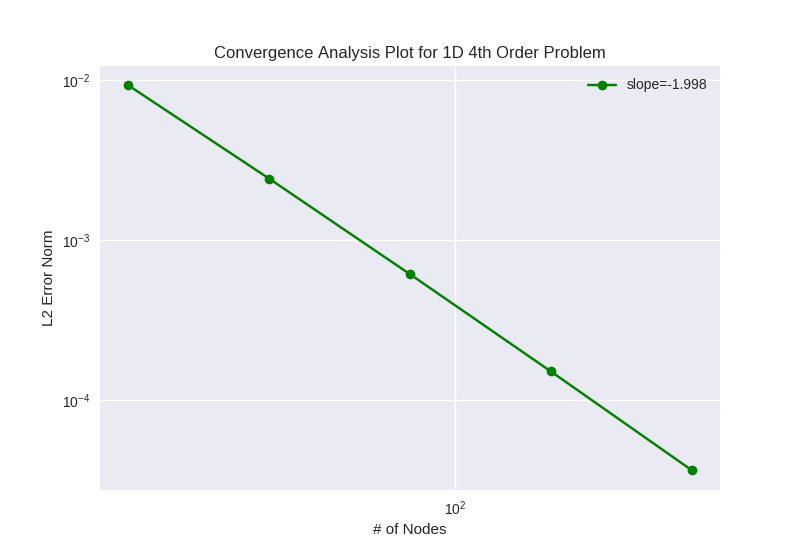 Convergence Analysis Plot for 1D 4th Order Problem
slope=-1.998
10⁻²
10⁻³
10⁻⁴
L2 Error Norm
10²
# of Nodes